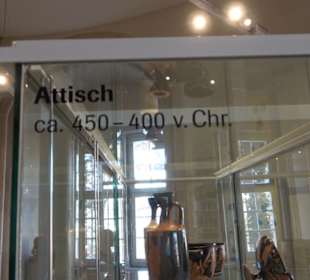 Attisch
ca. 450 – 400 v. Chr.